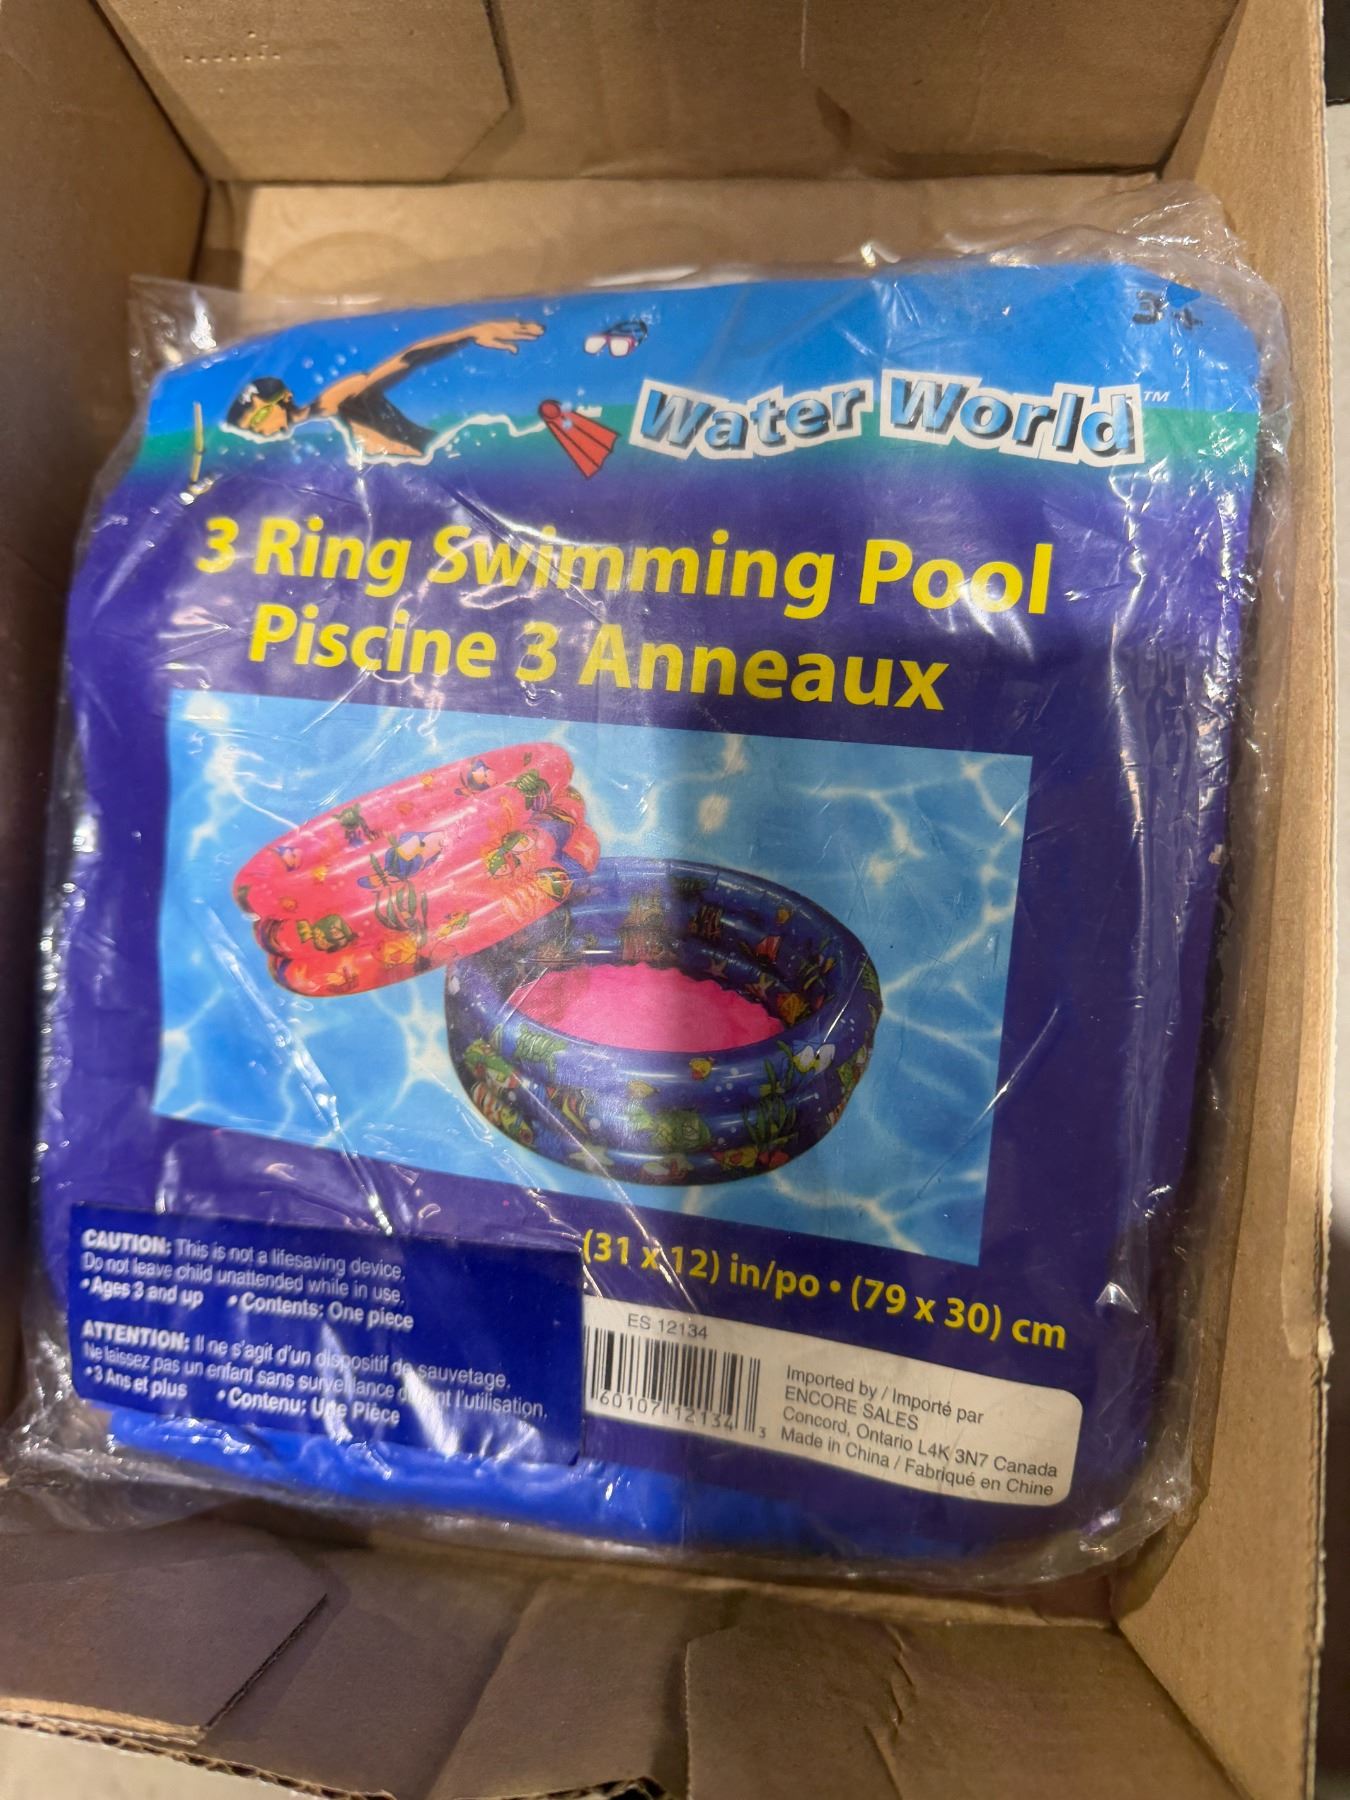 3+
Water World™
3 Ring Swimming Pool
Piscine 3 Anneaux
(31 x 12) in/po • (79 x 30) cm
CAUTION: This is not a lifesaving device.
Do not leave child unattended while in use.
•Ages 3 and up •Contents: One piece
ATTENTION: Il ne s'agit d'un dispositif de sauvetage.
Ne laissez pas un enfant sans surveillance durant l'utilisation.
•3 Ans et plus •Contenu: Une Pièce
ES 12134
60107 12134 3
Imported by / Importé par
ENCORE SALES
Concord, Ontario L4K 3N7 Canada
Made in China / Fabriqué en Chine